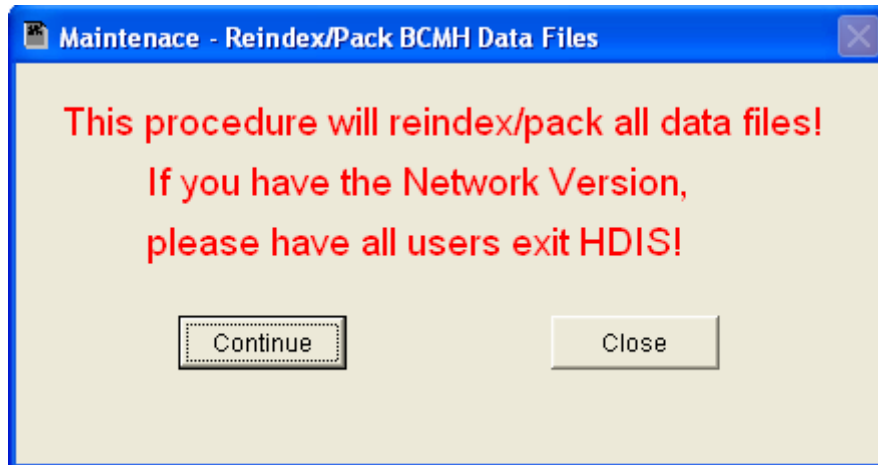 Maintenace - Reindex/Pack BCMH Data Files
This procedure will reindex/pack all data files!
If you have the Network Version,
please have all users exit HDIS!
Continue
Close